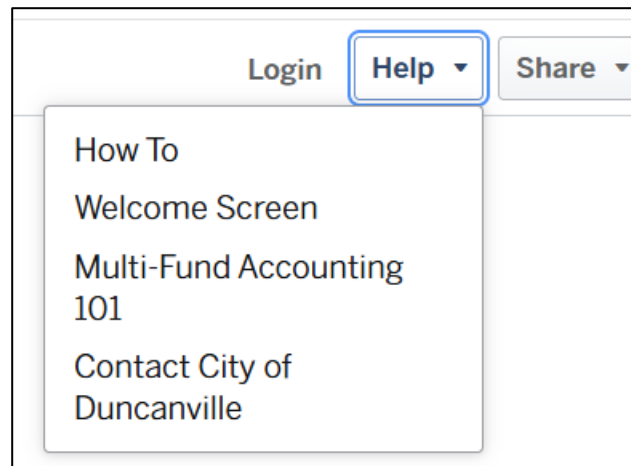 Login Help Share
How To
Welcome Screen
Multi-Fund Accounting
101
Contact City of
Duncanville